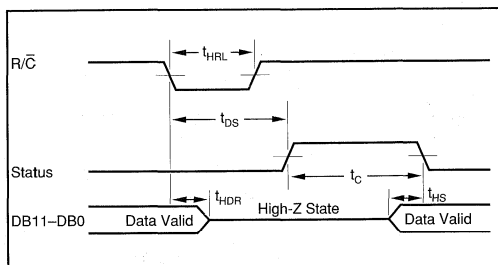 R/C̅
tHRL
tDS
Status
tC
tHDR
tHS
DB11–DB0
Data Valid
High-Z State
Data Valid